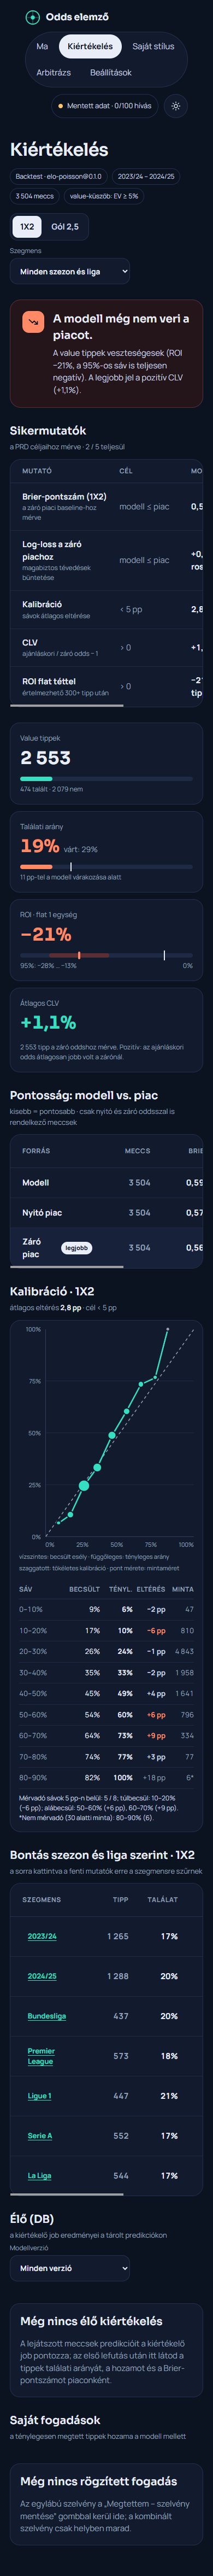 Odds elemző
Ma
Kiértékelés
Saját stílus
Arbitrázs
Beállítások
Mentett adat · 0/100 hívás
Kiértékelés
Backtest · elo-poisson@0.1.0
2023/24 – 2024/25
3 504 meccs
value-küszöb: EV ≥ 5%
1X2
Gól 2,5
Szegmens
Minden szezon és liga
A modell még nem veri a
piacot.
A value tippek veszteségesek (ROI
−21%, a 95%-os sáv is teljesen
negatív). A legjobb jel a pozitív CLV
(+1,1%).
Sikermutatók
a PRD céljaihoz mérve · 2 / 5 teljesül
MUTATÓ CÉL MO
Brier-pontszám (1X2)
a záró piaci baseline-hoz
mérve
modell ≤ piac 0,5
Log-loss a záró
piachoz
magabiztos tévedések
büntetése
modell ≤ piac
+0,
ros
Kalibráció
sávok átlagos eltérése
< 5 pp 2,8
CLV
ajánláskori / záró odds − 1
> 0 +1,
ROI flat téttel
értelmezhető 300+ tipp után
> 0
−2
tip
Value tippek
2 553
474 talált · 2 079 nem
Találati arány
19% várt: 29%
11 pp-tel a modell várakozása alatt
ROI · flat 1 egység
−21%
95%: −28% … −13% 0%
Átlagos CLV
+1,1%
2 553 tipp a záró oddshoz mérve. Pozitív: az ajánláskori
odds átlagosan jobb volt a zárónál.
Pontosság: modell vs. piac
kisebb = pontosabb · csak nyitó és záró oddsszal is
rendelkező meccsek
FORRÁS MECCS BRIE
Modell 3 504 0,59
Nyitó piac 3 504 0,57
Záró
piac
legjobb 3 504 0,56
Kalibráció · 1X2
átlagos eltérés 2,8 pp · cél < 5 pp
100%
75%
50%
25%
0%
0% 25% 50% 75% 100%
vízszintes: becsült esély · függőleges: tényleges arány
szaggatott: tökéletes kalibráció · pont mérete: mintaméret
SÁV BECSÜLT TÉNYL. ELTÉRÉS MINTA
0–10% 9% 6% −2 pp 47
10–20% 17% 10% −6 pp 810
20–30% 26% 24% −1 pp 4 843
30–40% 35% 33% −2 pp 1 958
40–50% 45% 49% +4 pp 1 641
50–60% 54% 60% +6 pp 796
60–70% 64% 73% +9 pp 334
70–80% 74% 77% +3 pp 77
80–90% 82% 100% +18 pp 6*
Mérvadó sávok 5 pp-n belül: 5 / 8; túlbecsül: 10–20%
(−6 pp); alábecsül: 50–60% (+6 pp), 60–70% (+9 pp).
*Nem mérvadó (30 alatti minta): 80–90% (6).
Bontás szezon és liga szerint · 1X2
a sorra kattintva a fenti mutatók erre a szegmensre szűrnek
SZEGMENS TIPP TALÁLAT
2023/24 1 265 17%
2024/25 1 288 20%
Bundesliga 437 20%
Premier
League
573 18%
Ligue 1 447 21%
Serie A 552 17%
La Liga 544 17%
Élő (DB)
a kiértékelő job eredményei a tárolt predikciókon
Modellverzió
Minden verzió
Még nincs élő kiértékelés
A lejátszott meccsek predikcióit a kiértékelő
job pontozza; az első lefutás után itt látod a
tippek találati arányát, a hozamot és a Brier-
pontszámot piaconként.
Saját fogadások
a ténylegesen megtett tippek hozama a modell mellett
Még nincs rögzített fogadás
Az egylábú szelvény a „Megtettem – szelvény
mentése” gombbal kerül ide; a kombinált
szelvény csak helyben marad.